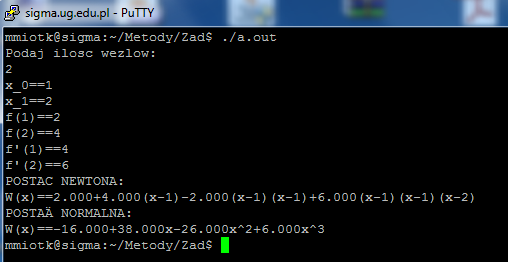 sigma.ug.edu.pl - PuTTY
mmiotk@sigma:~/Metody/Zad$ ./a.out
Podaj ilosc wezlow:
2
x_0==1
x_1==2
f(1)==2
f(2)==4
f'(1)==4
f'(2)==6
POSTAC NEWTONA:
W(x)==2.000+4.000(x-1)-2.000(x-1)(x-1)+6.000(x-1)(x-1)(x-2)
POSTAÄ NORMALNA:
W(x)==-16.000+38.000x-26.000x^2+6.000x^3
mmiotk@sigma:~/Metody/Zad$